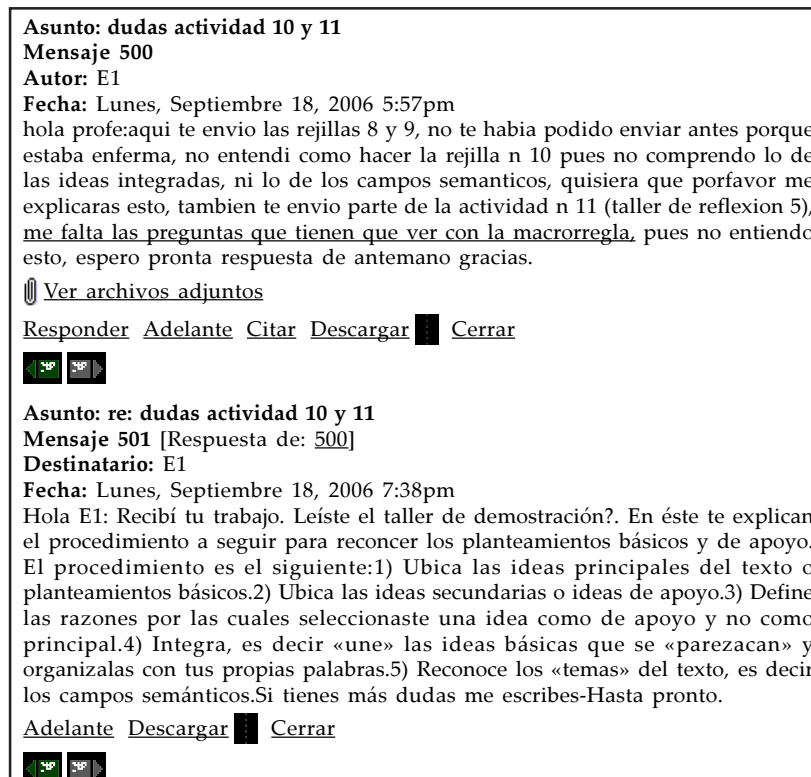 Asunto: dudas actividad 10 y 11
Mensaje 500
Autor: E1
Fecha: Lunes, Septiembre 18, 2006 5:57pm
hola profe:aqui te envio las rejillas 8 y 9, no te habia podido enviar antes porque
estaba enferma, no entendi como hacer la rejilla n 10 pues no comprendo lo de
las ideas integradas, ni lo de los campos semanticos, quisiera que porfavor me
explicaras esto, tambien te envio parte de la actividad n 11 (taller de reflexion 5),
me falta las preguntas que tienen que ver con la macrorregla, pues no entiendo
esto, espero pronta respuesta de antemano gracias.
Ver archivos adjuntos
Responder Adelante Citar Descargar Cerrar
Asunto: re: dudas actividad 10 y 11
Mensaje 501 [Respuesta de: 500]
Destinatario: E1
Fecha: Lunes, Septiembre 18, 2006 7:38pm
Hola E1: Recibí tu trabajo. Leíste el taller de demostración?. En éste te explican
el procedimiento a seguir para reconcer los planteamientos básicos y de apoyo.
El procedimiento es el siguiente:1) Ubica las ideas principales del texto o
planteamientos básicos.2) Ubica las ideas secundarias o ideas de apoyo.3) Define
las razones por las cuales seleccionaste una idea como de apoyo y no como
principal.4) Integra, es decir «une» las ideas básicas que se «parezacan» y
organizalas con tus propias palabras.5) Reconoce los «temas» del texto, es decir
los campos semánticos.Si tienes más dudas me escribes-Hasta pronto.
Adelante Descargar Cerrar